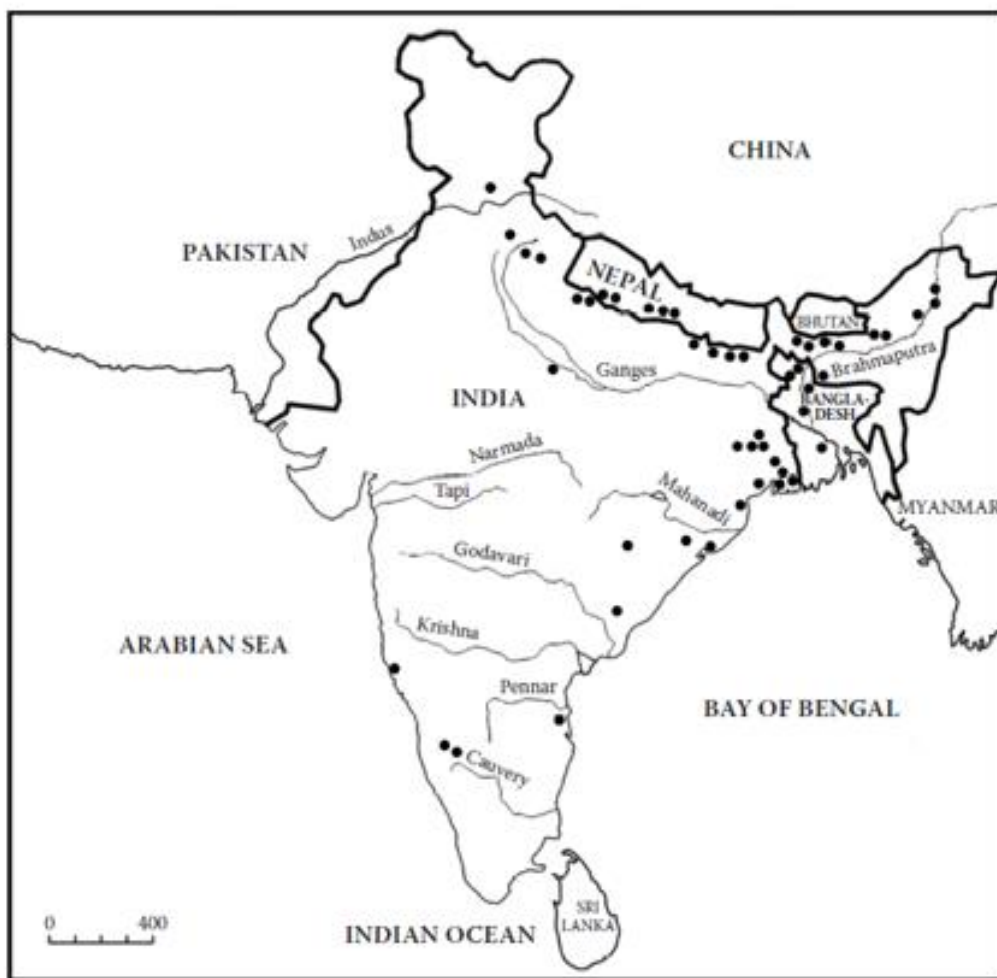 CHINA
PAKISTAN
Indus
NEPAL
BHUTAN
Brahmaputra
Ganges
BANGLA-
DESH
INDIA
Narmada
Tapi
Mahanadi
MYANMAR
Godavari
Krishna
ARABIAN SEA
Pennar
BAY OF BENGAL
Cauvery
0 400
SRI
LANKA
INDIAN OCEAN